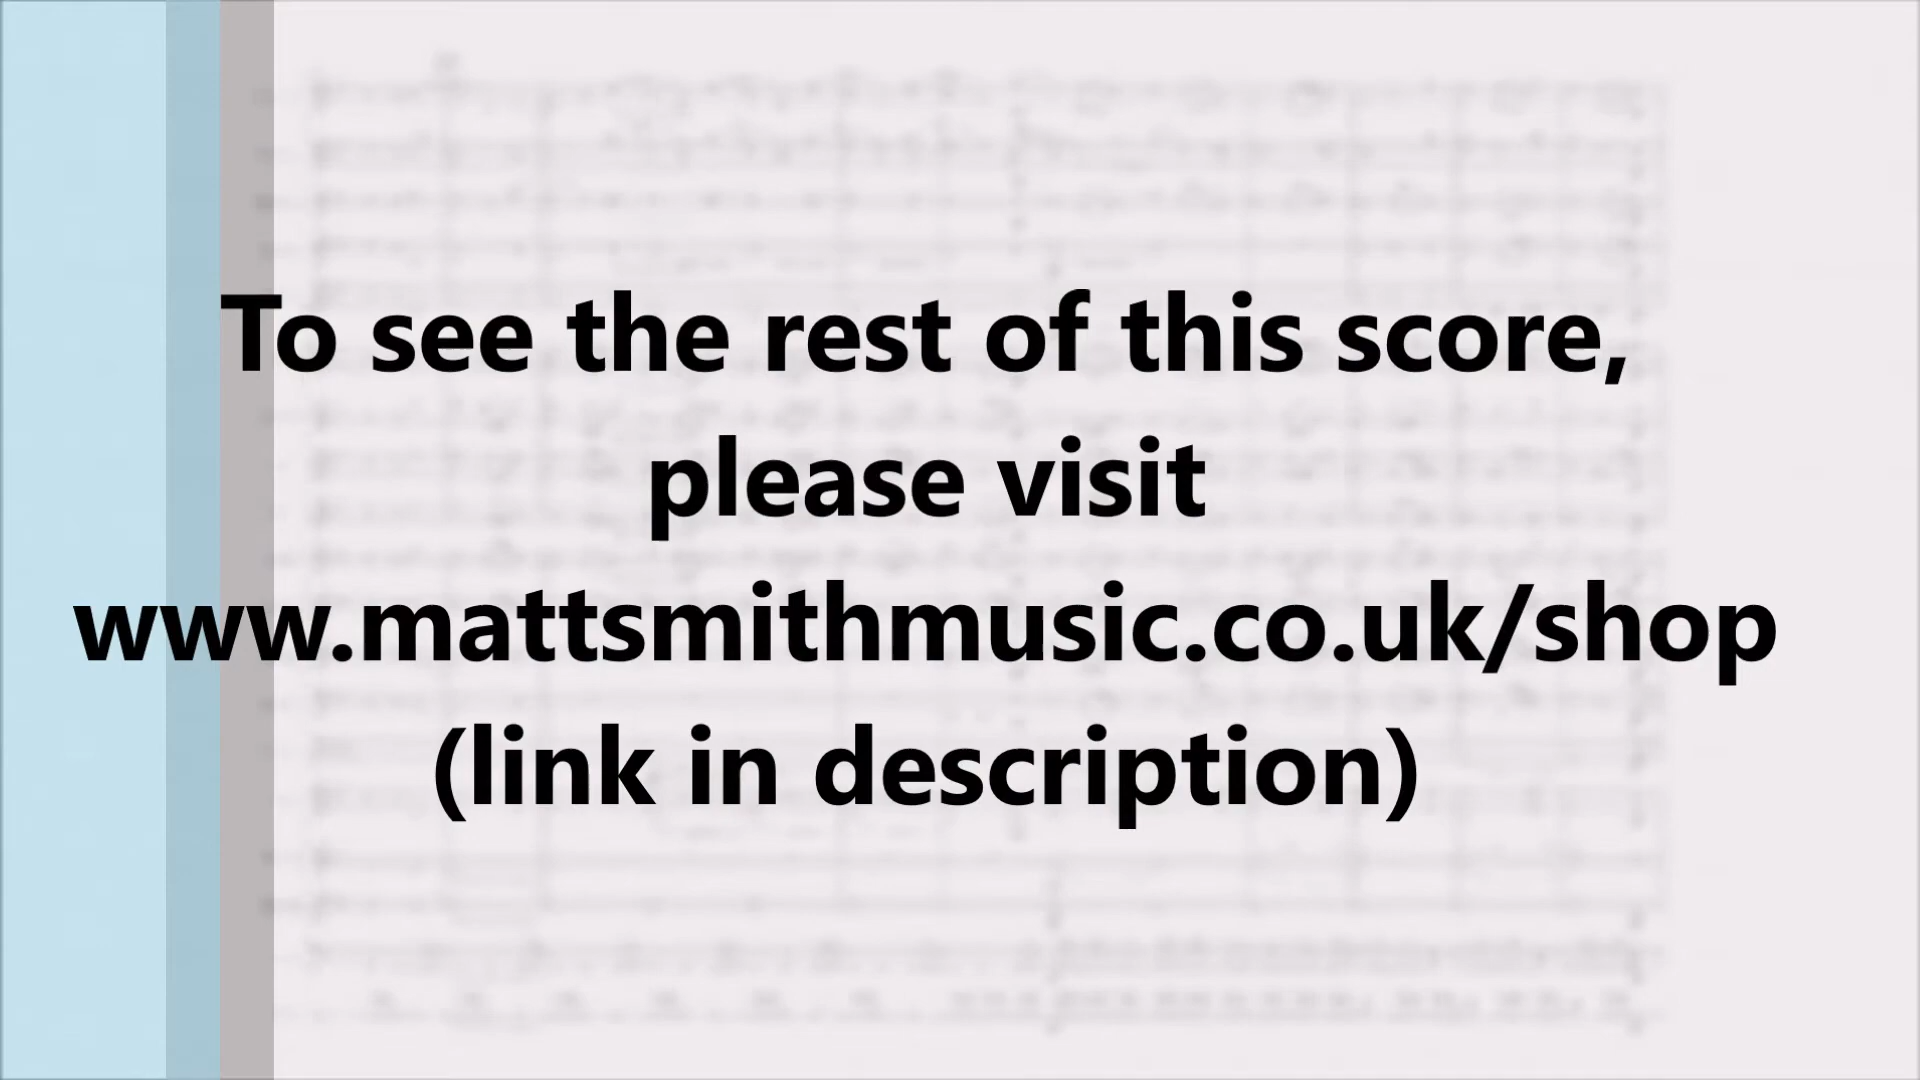 To see the rest of this score,
please visit
www.mattsmithmusic.co.uk/shop
(link in description)